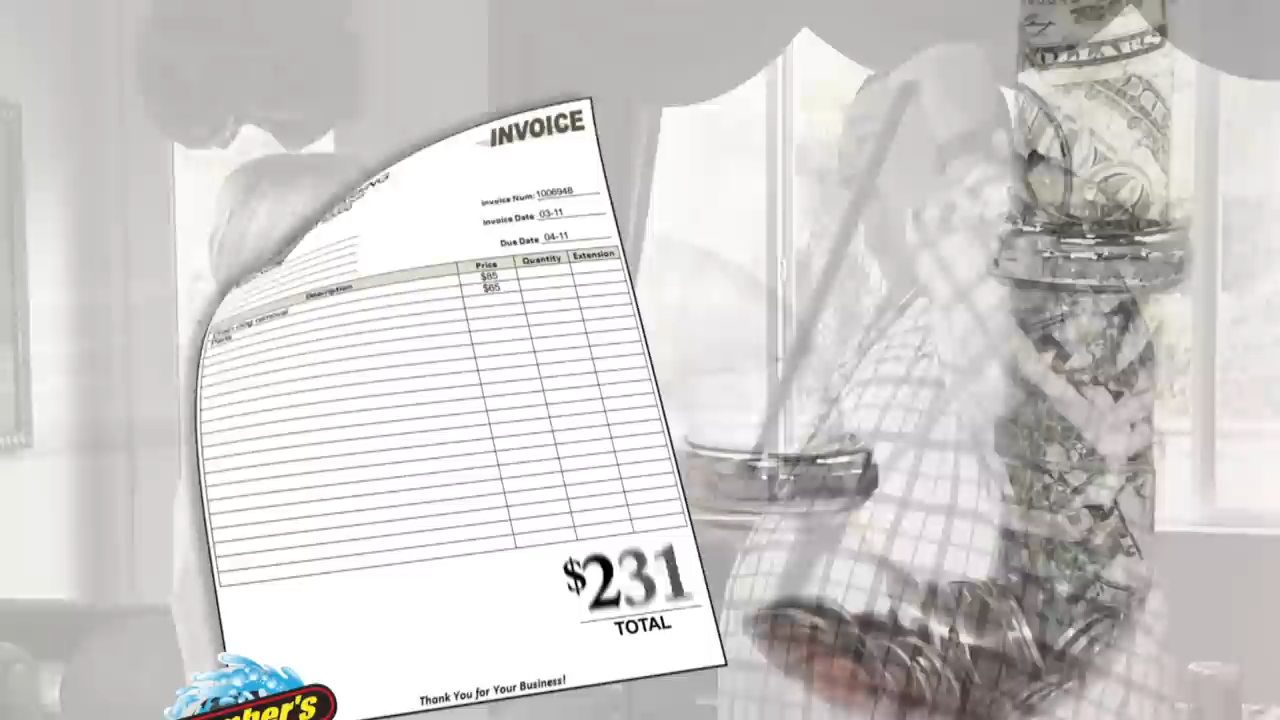 DOLLARS
INVOICE
Invoice Num: 1006948
Invoice Date 03-11
Due Date 04-11
Description Price Quantity Extension
$85
$65
$231
TOTAL
Thank You for Your Business!